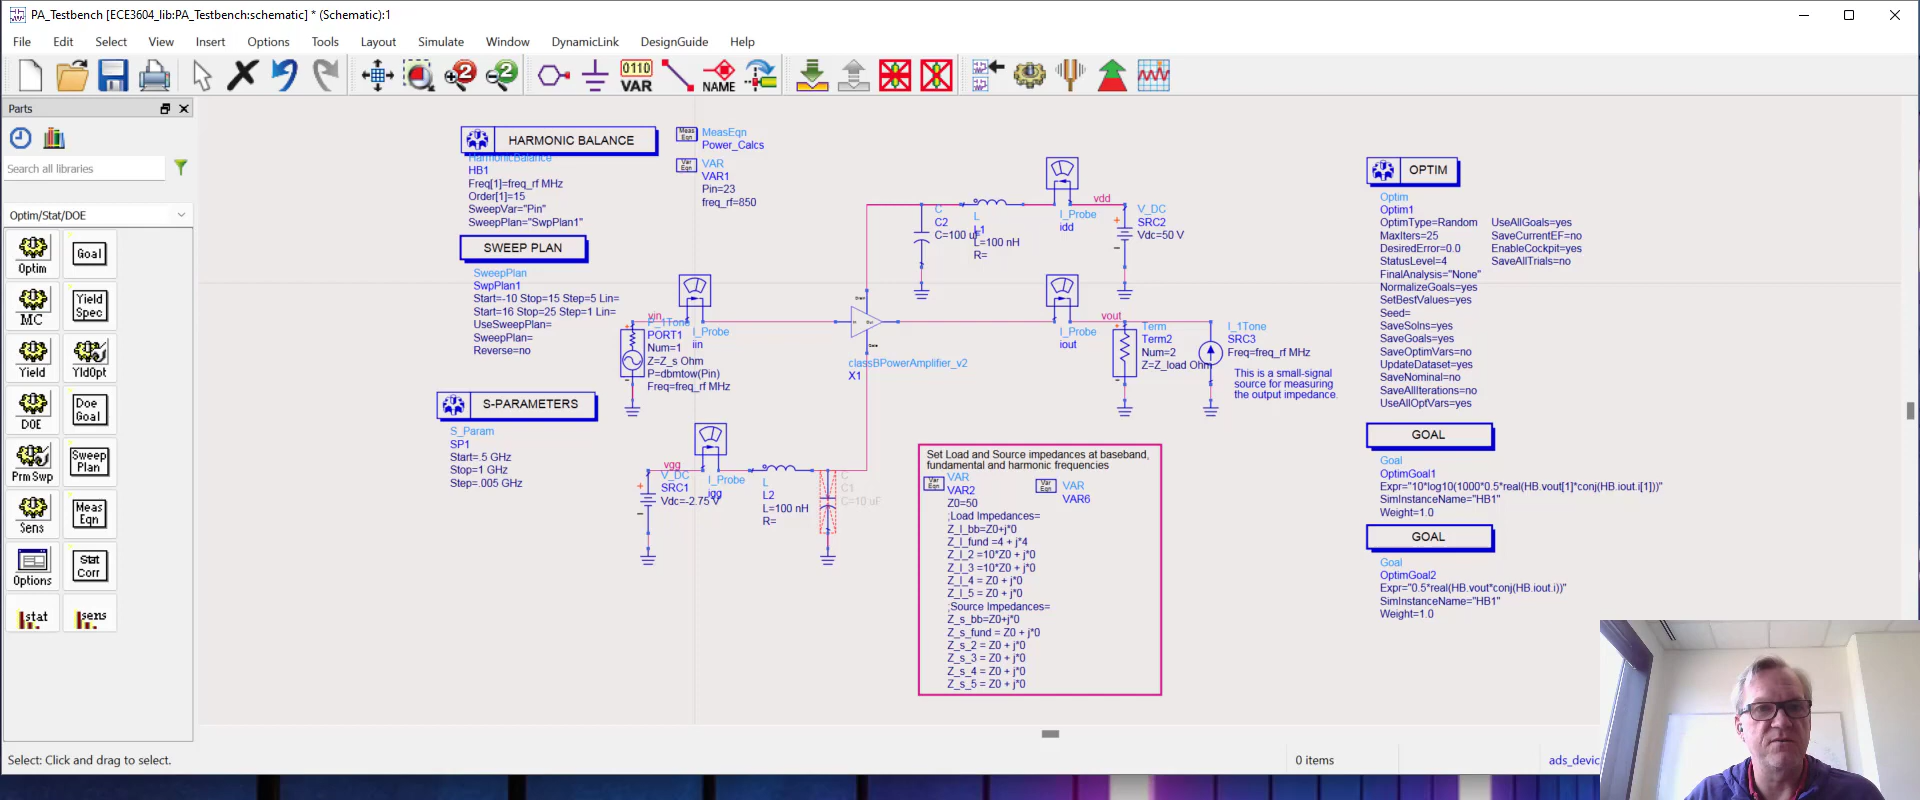 PA_Testbench [ECE3604_lib:PA_Testbench:schematic] * (Schematic):1
File Edit Select View Insert Options Tools Layout Simulate Window DynamicLink DesignGuide Help
2 2 0110 VAR NAME
Parts
Search all libraries
Optim/Stat/DOE
Optim
Goal
MC
Yield Spec
Yield
YldOpt
DOE
Doe Goal
Prm Swp
Sweep Plan
Sens
Meas Eqn
Options
Stat Corr
stat
sens
HARMONIC BALANCE
HarmonicBalance
HB1
Freq[1]=freq_rf MHz
Order[1]=15
SweepVar="Pin"
SweepPlan="SwpPlan1"
Meas Eqn
MeasEqn
Power_Calcs
Var Eqn
VAR
VAR1
Pin=23
freq_rf=850
SWEEP PLAN
SweepPlan
SwpPlan1
Start=-10 Stop=15 Step=5 Lin=
Start=16 Stop=25 Step=1 Lin=
UseSweepPlan=
SweepPlan=
Reverse=no
S-PARAMETERS
S_Param
SP1
Start=.5 GHz
Stop=1 GHz
Step=.005 GHz
vin
P_1Tone
PORT1
Num=1
Z=Z_s Ohm
P=dbmtow(Pin)
Freq=freq_rf MHz
I_Probe
iin
C
C2
C=100 uF
L
L1
L=100 nH
R=
I_Probe
idd
vdd
V_DC
SRC2
Vdc=50 V
classBPowerAmplifier_v2
X1
I_Probe
iout
vout
Term
Term2
Num=2
Z=Z_load Ohm
I_1Tone
SRC3
Freq=freq_rf MHz
This is a small-signal
source for measuring
the output impedance.
vgg
V_DC
SRC1
Vdc=-2.75 V
I_Probe
igg
L
L2
L=100 nH
R=
C
C1
C=10 uF
Set Load and Source impedances at baseband,
fundamental and harmonic frequencies
Var Eqn
VAR
VAR2
Z0=50
;Load Impedances=
Z_l_bb=Z0+j*0
Z_l_fund =4 + j*4
Z_l_2 =10*Z0 + j*0
Z_l_3 =10*Z0 + j*0
Z_l_4 = Z0 + j*0
Z_l_5 = Z0 + j*0
;Source Impedances=
Z_s_bb=Z0+j*0
Z_s_fund = Z0 + j*0
Z_s_2 = Z0 + j*0
Z_s_3 = Z0 + j*0
Z_s_4 = Z0 + j*0
Z_s_5 = Z0 + j*0
Var Eqn
VAR
VAR6
OPTIM
Optim
Optim1
OptimType=Random
MaxIters=25
DesiredError=0.0
StatusLevel=4
FinalAnalysis="None"
NormalizeGoals=yes
SetBestValues=yes
Seed=
SaveSolns=yes
SaveGoals=yes
SaveOptimVars=no
UpdateDataset=yes
SaveNominal=no
SaveAllIterations=no
UseAllOptVars=yes
UseAllGoals=yes
SaveCurrentEF=no
EnableCockpit=yes
SaveAllTrials=no
GOAL
Goal
OptimGoal1
Expr="10*log10(1000*0.5*real(HB.vout[1]*conj(HB.iout.i[1]))"
SimInstanceName="HB1"
Weight=1.0
GOAL
Goal
OptimGoal2
Expr="0.5*real(HB.vout*conj(HB.iout.i))"
SimInstanceName="HB1"
Weight=1.0
Select: Click and drag to select.
0 items
ads_devic